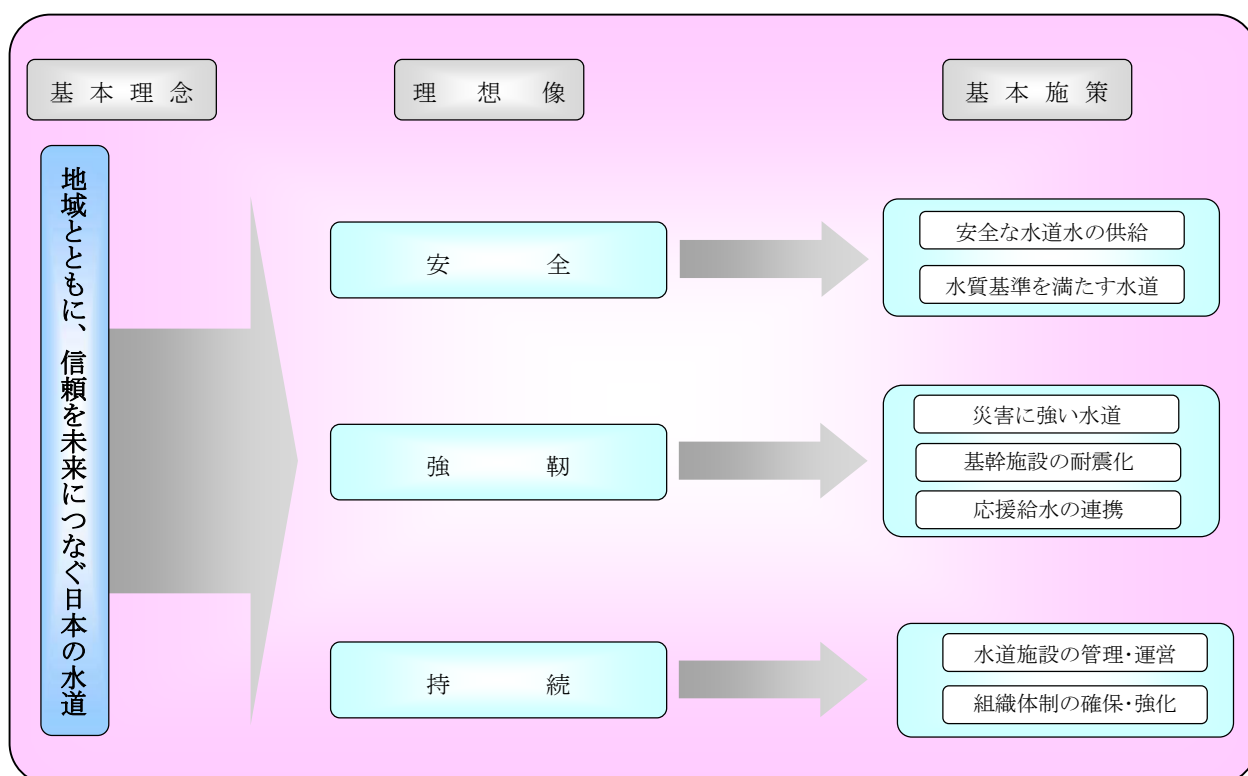 基本理念
理想像
基本施策
地域とともに、信頼を未来につなぐ日本の水道
安全
安全な水道水の供給
水質基準を満たす水道
強靭
災害に強い水道
基幹施設の耐震化
応援給水の連携
持続
水道施設の管理・運営
組織体制の確保・強化